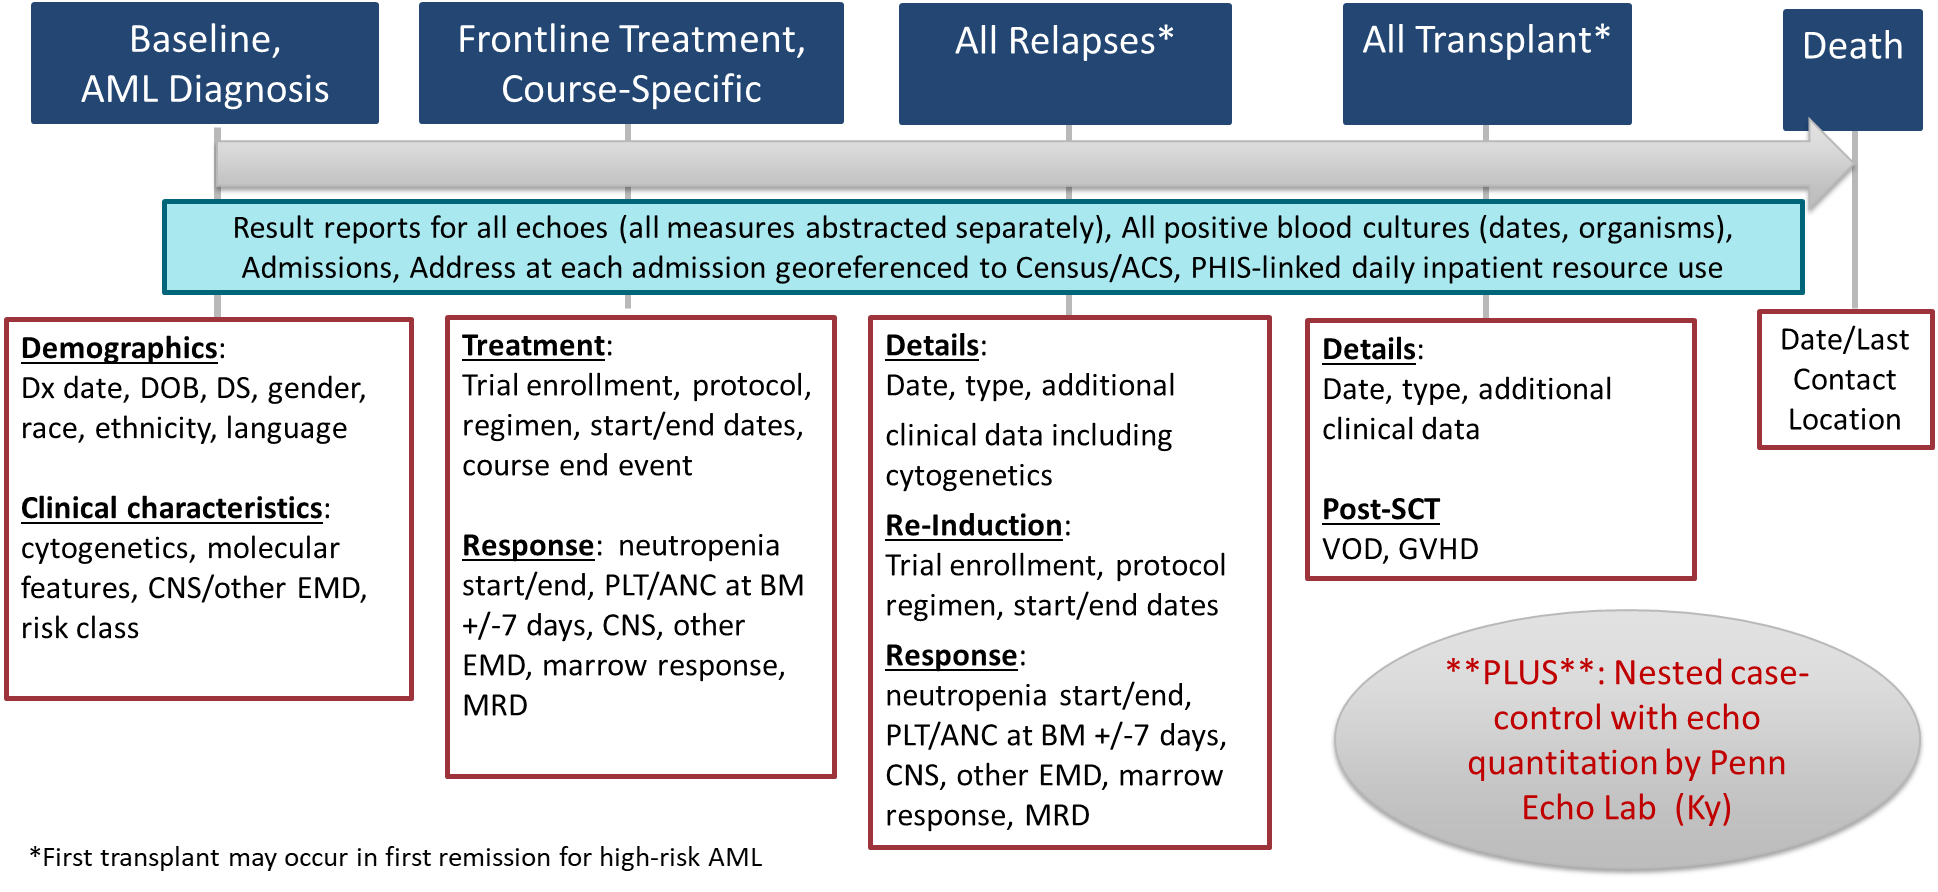 Baseline,
AML Diagnosis
Frontline Treatment,
Course-Specific
All Relapses*
All Transplant*
Death
Result reports for all echoes (all measures abstracted separately), All positive blood cultures (dates, organisms),
Admissions, Address at each admission georeferenced to Census/ACS, PHIS-linked daily inpatient resource use
Demographics:
Dx date, DOB, DS, gender,
race, ethnicity, language
Clinical characteristics:
cytogenetics, molecular
features, CNS/other EMD,
risk class
Treatment:
Trial enrollment, protocol,
regimen, start/end dates,
course end event
Response: neutropenia
start/end, PLT/ANC at BM
+/-7 days, CNS, other
EMD, marrow response,
MRD
Details:
Date, type, additional
clinical data including
cytogenetics
Re-Induction:
Trial enrollment, protocol
regimen, start/end dates
Response:
neutropenia start/end,
PLT/ANC at BM +/-7 days,
CNS, other EMD, marrow
response, MRD
Details:
Date, type, additional
clinical data
Post-SCT
VOD, GVHD
Date/Last
Contact
Location
**PLUS**: Nested case-
control with echo
quantitation by Penn
Echo Lab (Ky)
*First transplant may occur in first remission for high-risk AML